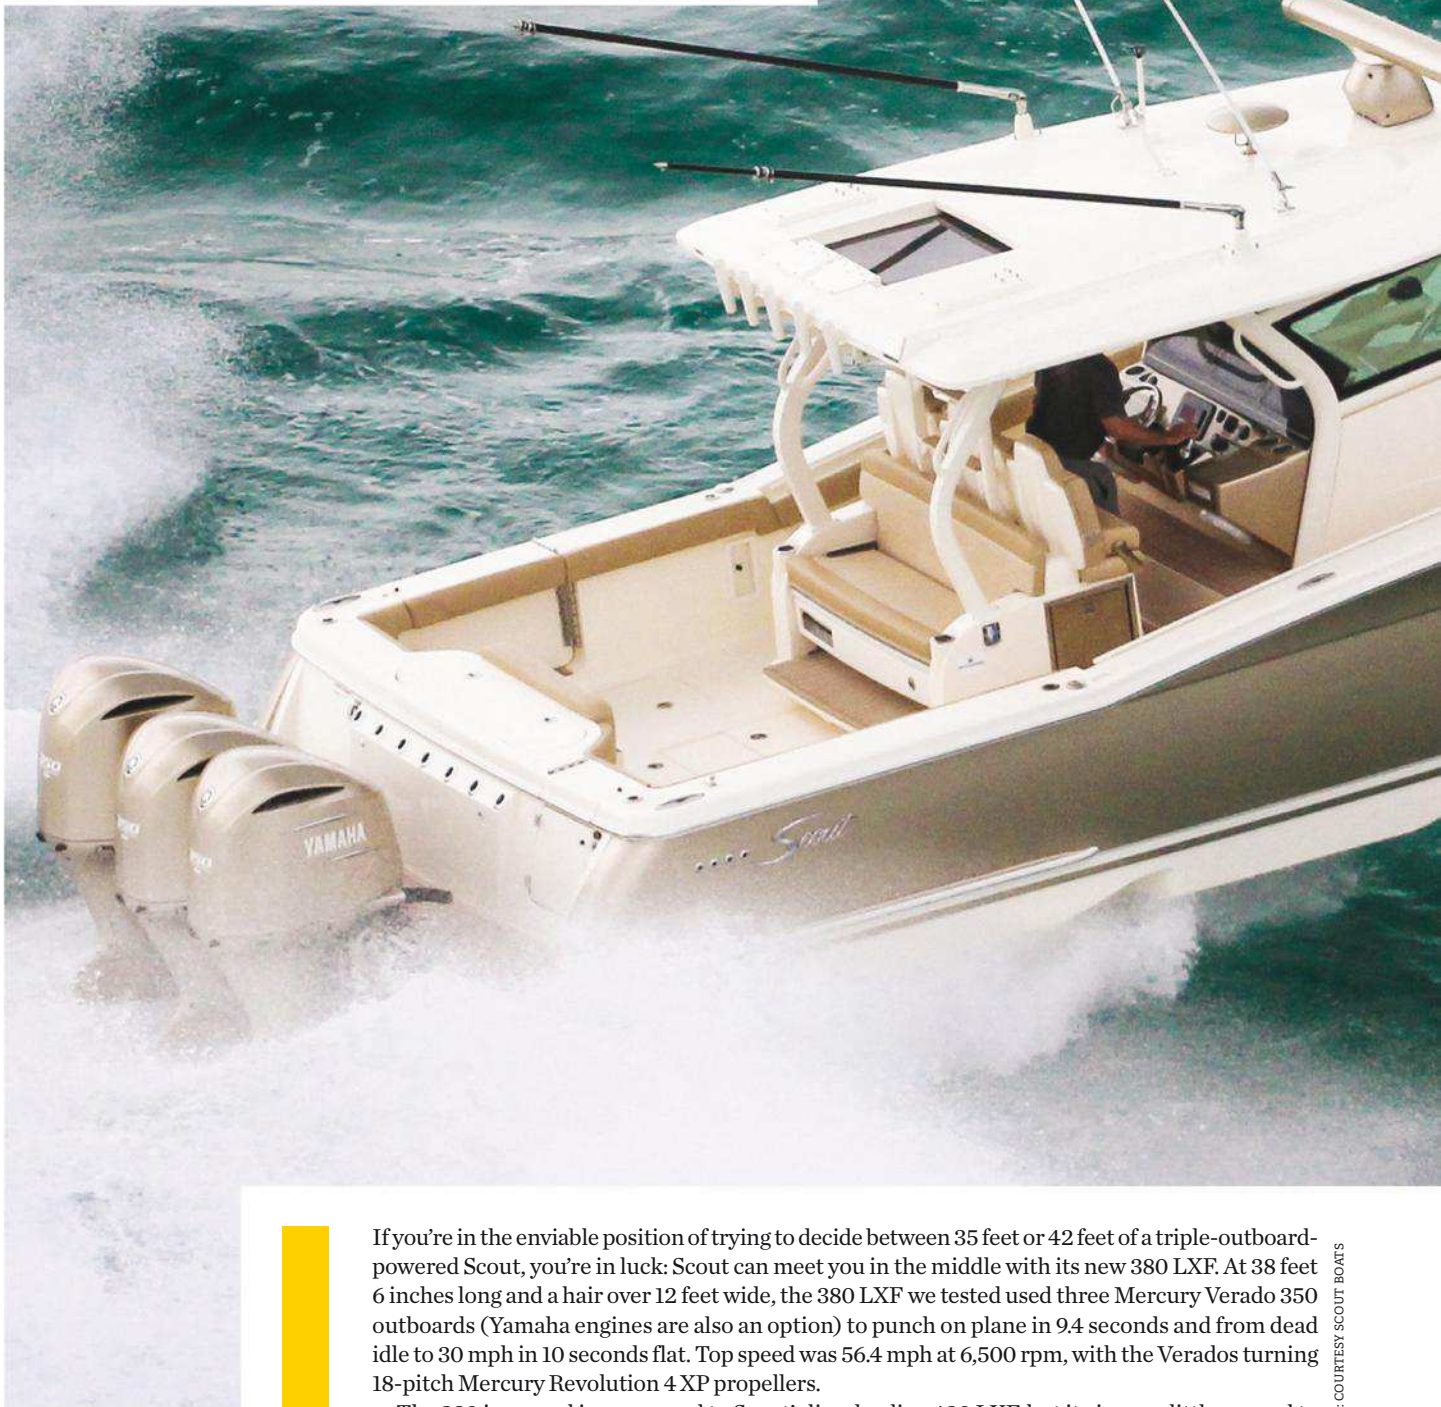 YAMAHA
Scout
If you're in the enviable position of trying to decide between 35 feet or 42 feet of a triple-outboard-
powered Scout, you're in luck: Scout can meet you in the middle with its new 380 LXF. At 38 feet
6 inches long and a hair over 12 feet wide, the 380 LXF we tested used three Mercury Verado 350
outboards (Yamaha engines are also an option) to punch on plane in 9.4 seconds and from dead
idle to 30 mph in 10 seconds flat. Top speed was 56.4 mph at 6,500 rpm, with the Verados turning
18-pitch Mercury Revolution 4 XP propellers.
COURTESY SCOUT BOATS